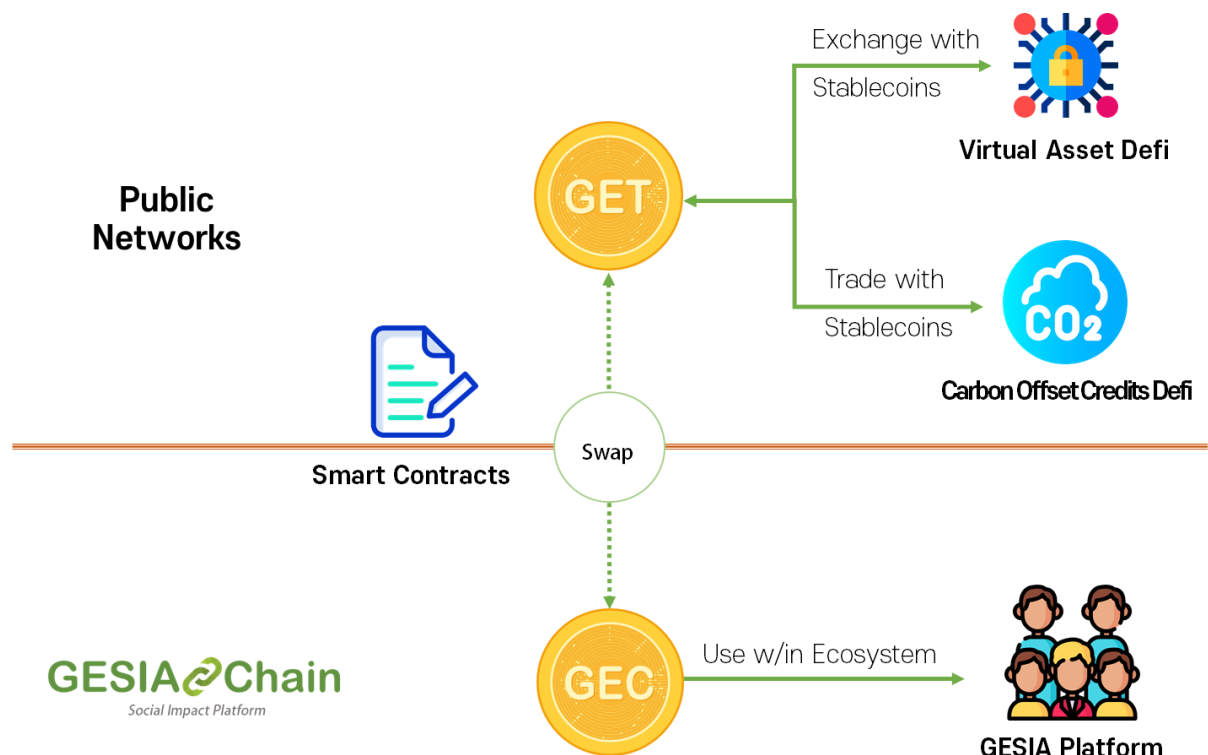 Exchange with
Stablecoins
Virtual Asset Defi
Public
Networks
GET
Trade with
Stablecoins
CO2
Carbon Offset Credits Defi
Swap
Smart Contracts
GESIA Chain
Social Impact Platform
GEC
Use w/in Ecosystem
GESIA Platform